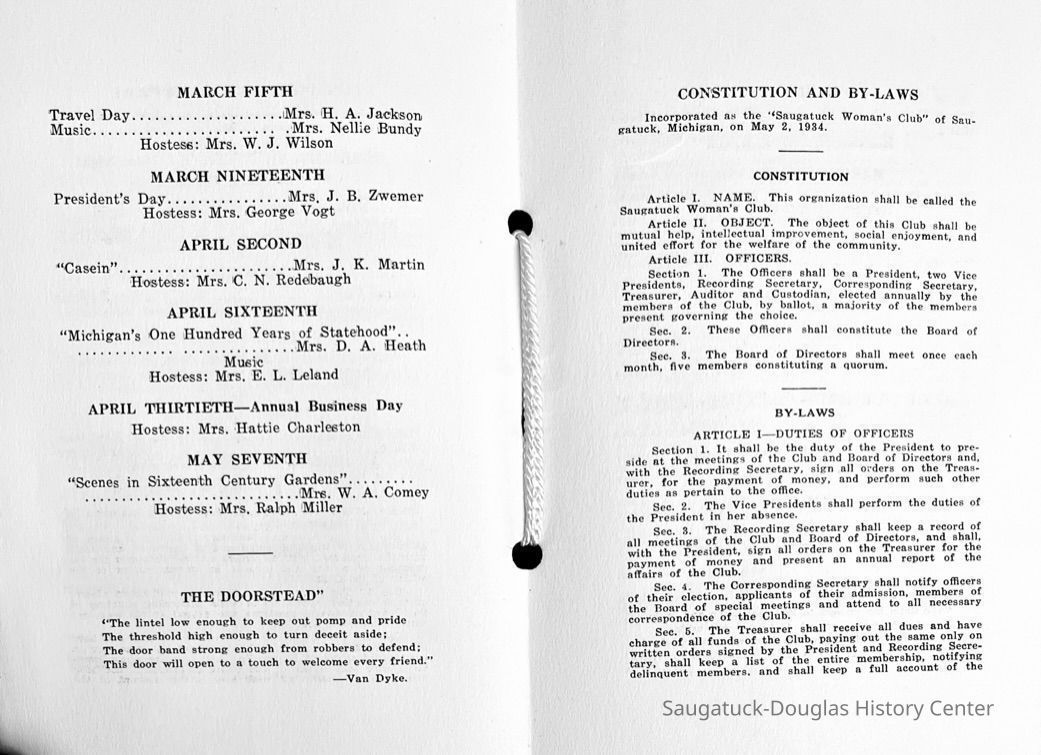 MARCH FIFTH
Travel Day....................Mrs. H. A. Jackson
Music........................ .Mrs. Nellie Bundy
Hostess: Mrs. W. J. Wilson
MARCH NINETEENTH
President's Day................Mrs. J. B. Zwemer
Hostess: Mrs. George Vogt
APRIL SECOND
“Casein”.......................Mrs. J. K. Martin
Hostess: Mrs. C. N. Redebaugh
APRIL SIXTEENTH
“Michigan's One Hundred Years of Statehood”..
............. ...............Mrs. D. A. Heath
Music
Hostess: Mrs. E. L. Leland
APRIL THIRTIETH—Annual Business Day
Hostess: Mrs. Hattie Charleston
MAY SEVENTH
“Scenes in Sixteenth Century Gardens”.........
.............................Mrs. W. A. Comey
Hostess: Mrs. Ralph Miller
THE DOORSTEAD”
“The lintel low enough to keep out pomp and pride
The threshold high enough to turn deceit aside;
The door band strong enough from robbers to defend;
This door will open to a touch to welcome every friend.”
—Van Dyke.
CONSTITUTION AND BY-LAWS
Incorporated as the “Saugatuck Woman's Club” of Sau-
gatuck, Michigan, on May 2, 1934.
CONSTITUTION
Article I. NAME. This organization shall be called the
Saugatuck Woman's Club.
Article II. OBJECT. The object of this Club shall be
mutual help, intellectual improvement, social enjoyment, and
united effort for the welfare of the community.
Article III. OFFICERS.
Section 1. The Officers shall be a President, two Vice
Presidents, Recording Secretary, Corresponding Secretary,
Treasurer, Auditor and Custodian, elected annually by the
members of the Club, by ballot, a majority of the members
present governing the choice.
Sec. 2. These Officers shall constitute the Board of
Directors.
Sec. 3. The Board of Directors shall meet once each
month, five members constituting a quorum.
BY-LAWS
ARTICLE I—DUTIES OF OFFICERS
Section 1. It shall be the duty of the President to pre-
side at the meetings of the Club and Board of Directors and,
with the Recording Secretary, sign all orders on the Treas-
urer, for the payment of money, and perform such other
duties as pertain to the office.
Sec. 2. The Vice Presidents shall perform the duties of
the President in her absence.
Sec. 3. The Recording Secretary shall keep a record of
all meetings of the Club and Board of Directors, and shall,
with the President, sign all orders on the Treasurer for the
payment of money and present an annual report of the
affairs of the Club.
Sec. 4. The Corresponding Secretary shall notify officers
of their election, applicants of their admission, members of
the Board of special meetings and attend to all necessary
correspondence of the Club.
Sec. 5. The Treasurer shall receive all dues and have
charge of all funds of the Club, paying out the same only on
written orders signed by the President and Recording Secre-
tary, shall keep a list of the entire membership, notifying
delinquent members, and shall keep a full account of the
Saugatuck-Douglas History Center